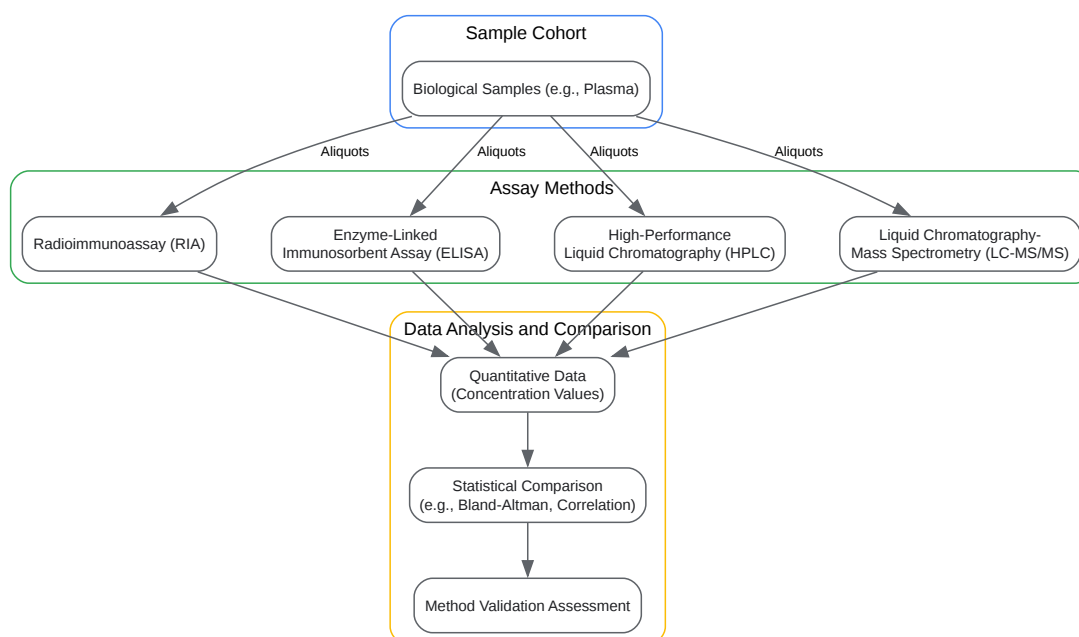 Sample Cohort
Biological Samples (e.g., Plasma)
Aliquots
Aliquots
Aliquots
Aliquots
Assay Methods
Radioimmunoassay (RIA)
Enzyme-Linked
Immunosorbent Assay (ELISA)
High-Performance
Liquid Chromatography (HPLC)
Liquid Chromatography-
Mass Spectrometry (LC-MS/MS)
Data Analysis and Comparison
Quantitative Data
(Concentration Values)
Statistical Comparison
(e.g., Bland-Altman, Correlation)
Method Validation Assessment